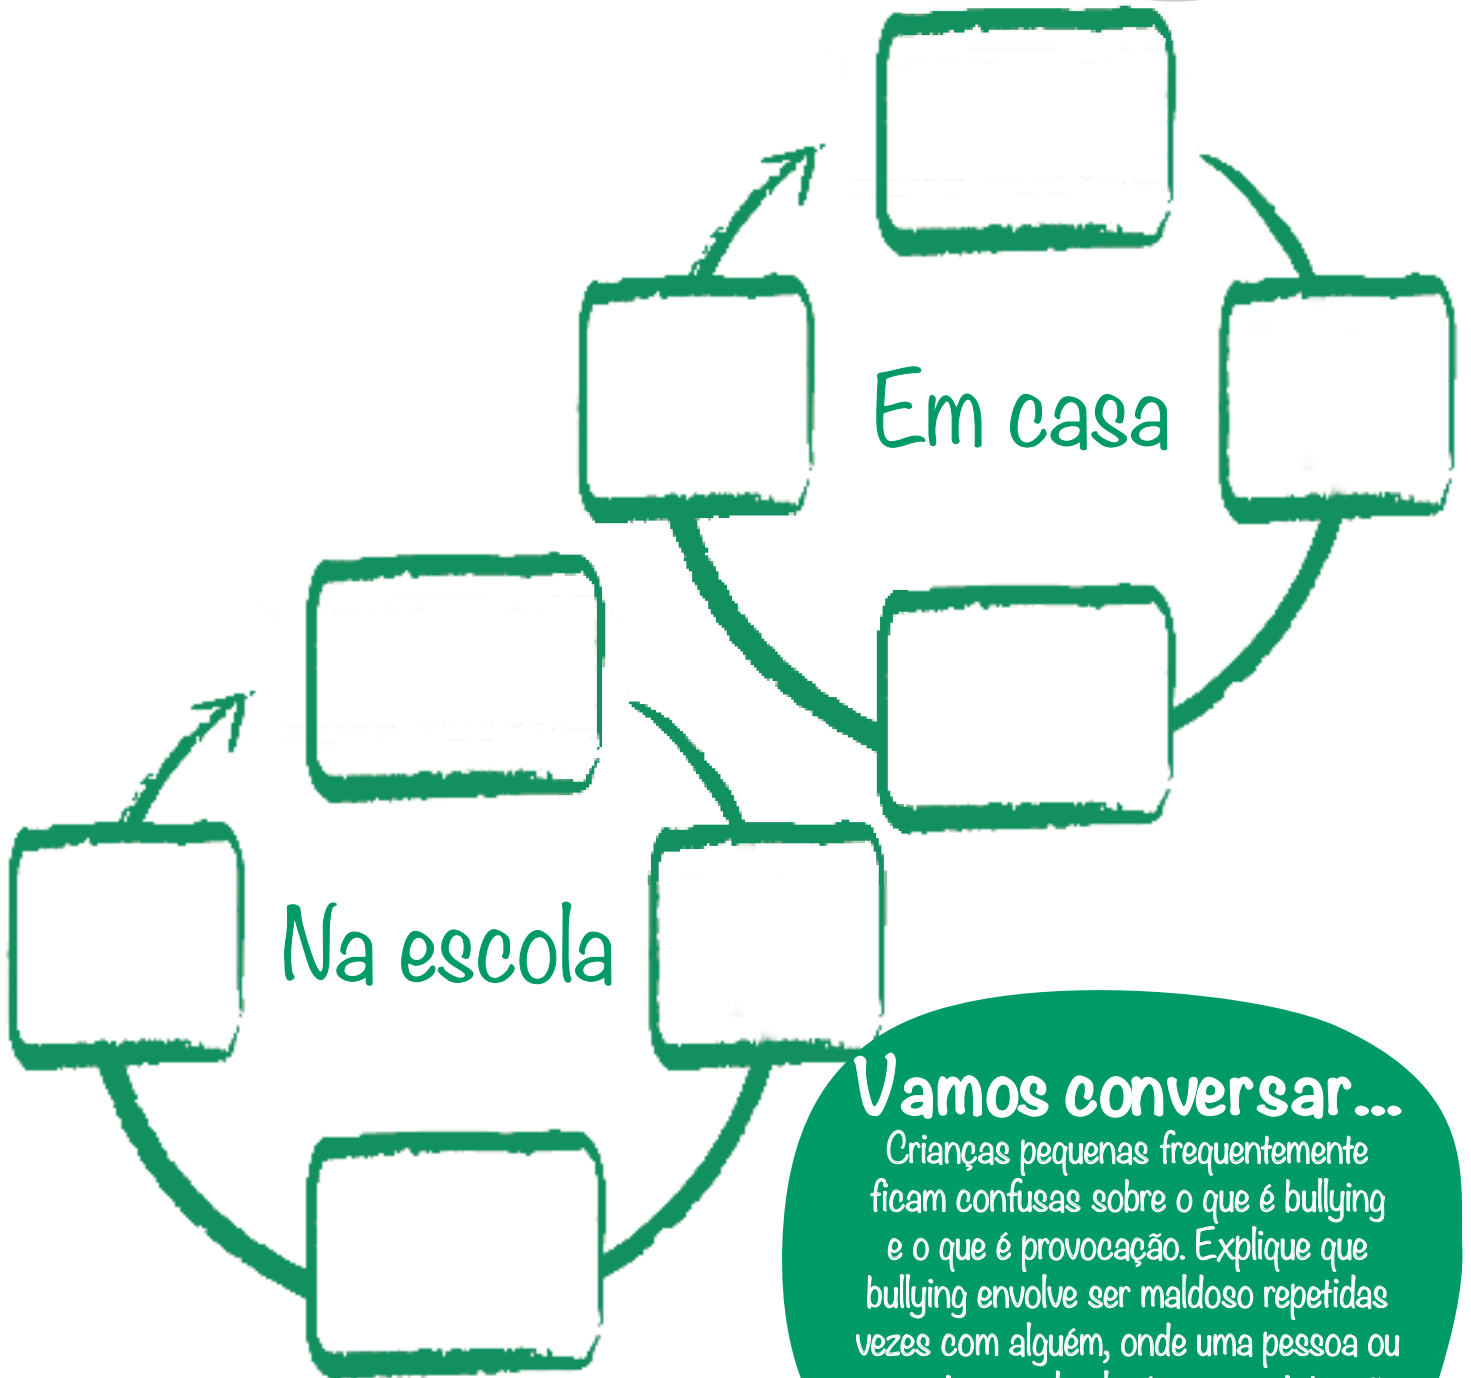 Em casa
Na escola
Vamos conversar...
Crianças pequenas frequentemente
ficam confusas sobre o que é bullying
e o que é provocação. Explique que
bullying envolve ser maldoso repetidas
vezes com alguém, onde uma pessoa ou